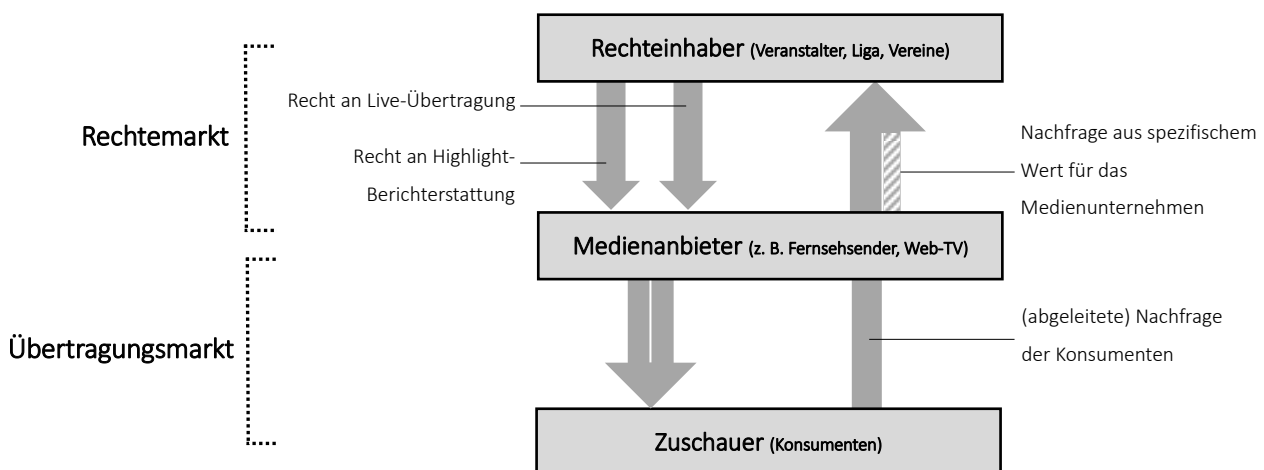 Rechteinhaber (Veranstalter, Liga, Vereine)
Recht an Live-Übertragung
Rechtemarkt
Recht an Highlight-
Berichterstattung
Nachfrage aus spezifischem
Wert für das
Medienunternehmen
Medienanbieter (z. B. Fernsehsender, Web-TV)
Übertragungsmarkt
(abgeleitete) Nachfrage
der Konsumenten
Zuschauer (Konsumenten)